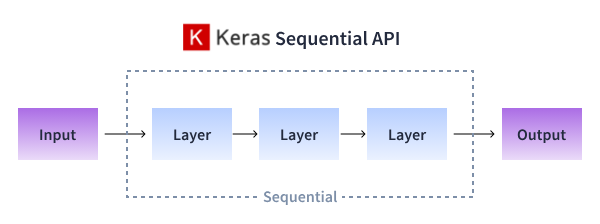 K Keras Sequential API
Input Layer Layer Layer Output
Sequential